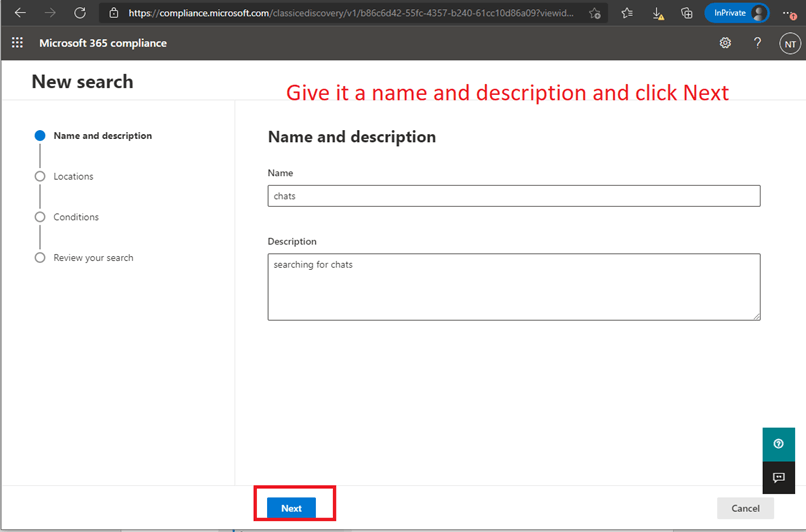 https://compliance.microsoft.com/classicediscovery/v1/b86c6d42-55fc-4357-b240-61cc10d86a09?viewid...
InPrivate
Microsoft 365 compliance
?
NT
New search
Give it a name and description and click Next
Name and description
Locations
Conditions
Review your search
Name and description
Name
chats
Description
searching for chats
Next
Cancel